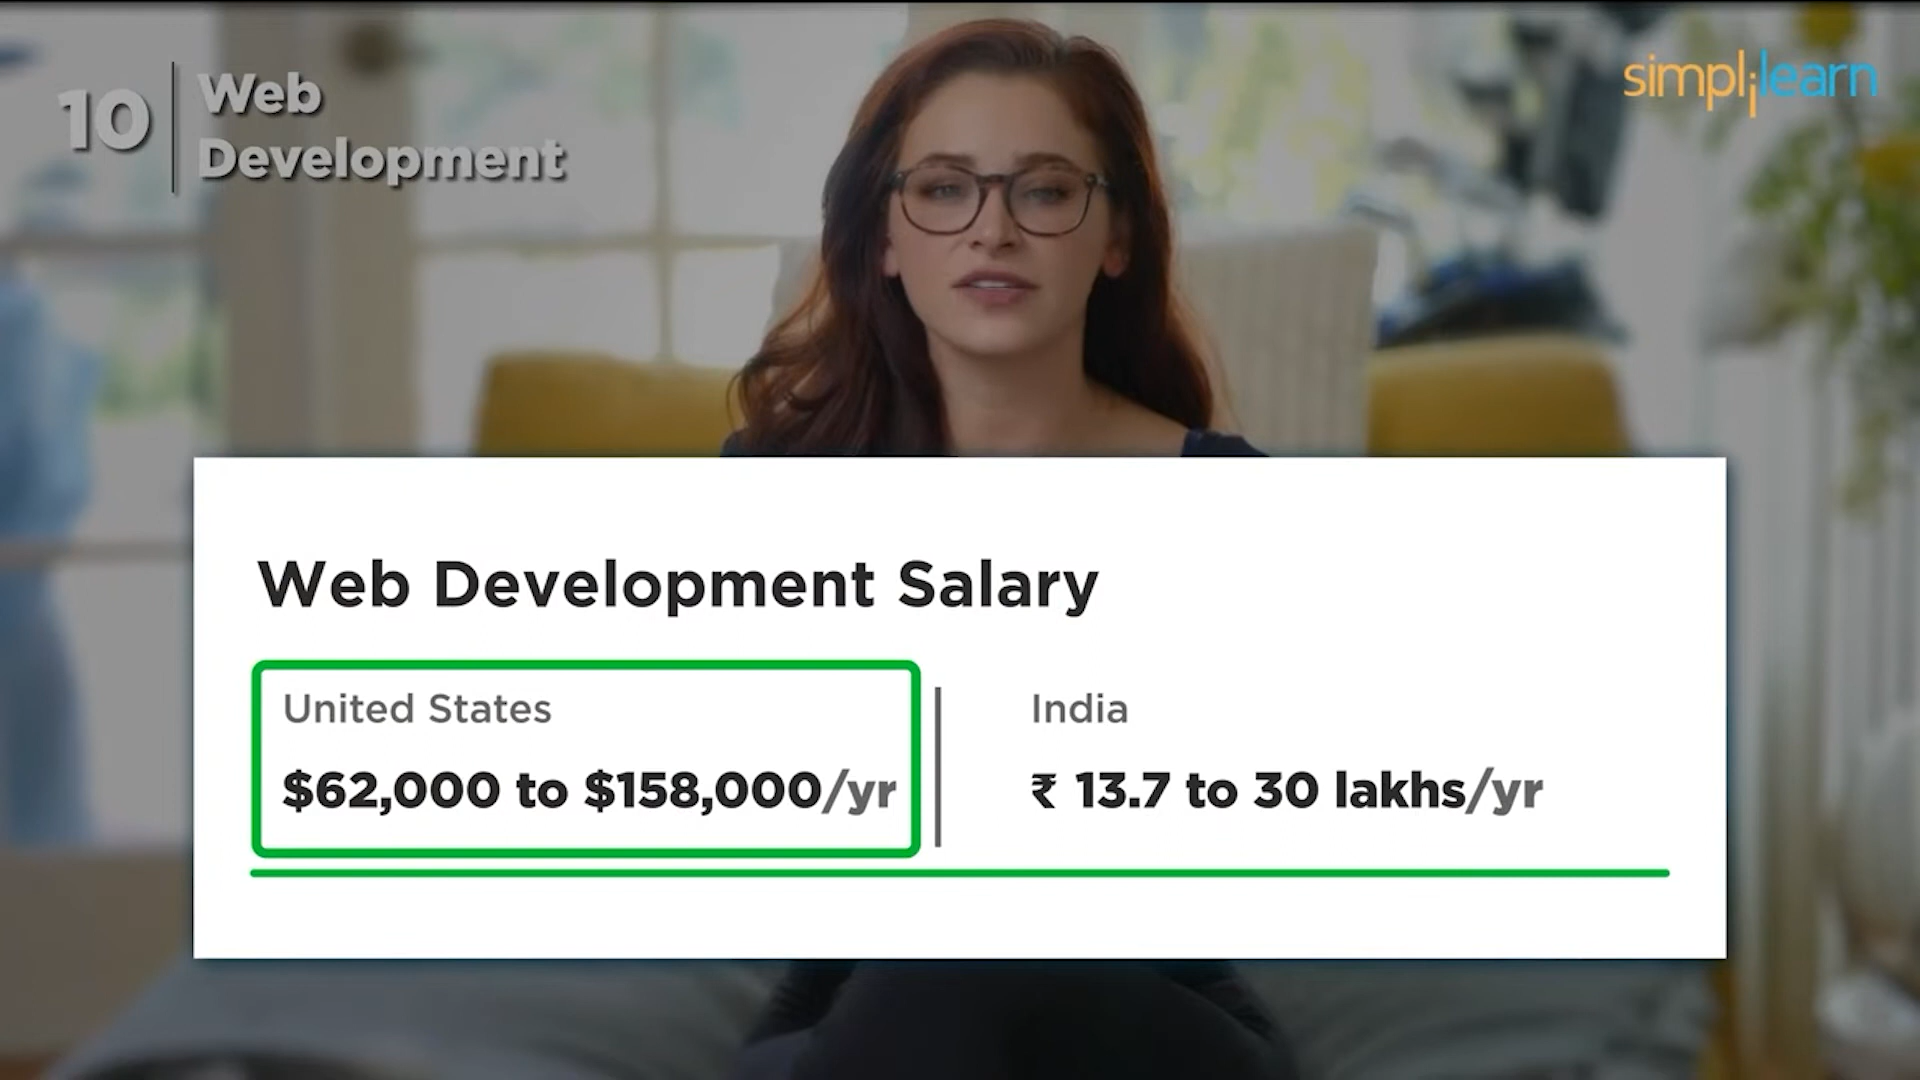 10
Web
Development
simplilearn
Web Development Salary
United States
$62,000 to $158,000/yr
India
₹ 13.7 to 30 lakhs/yr